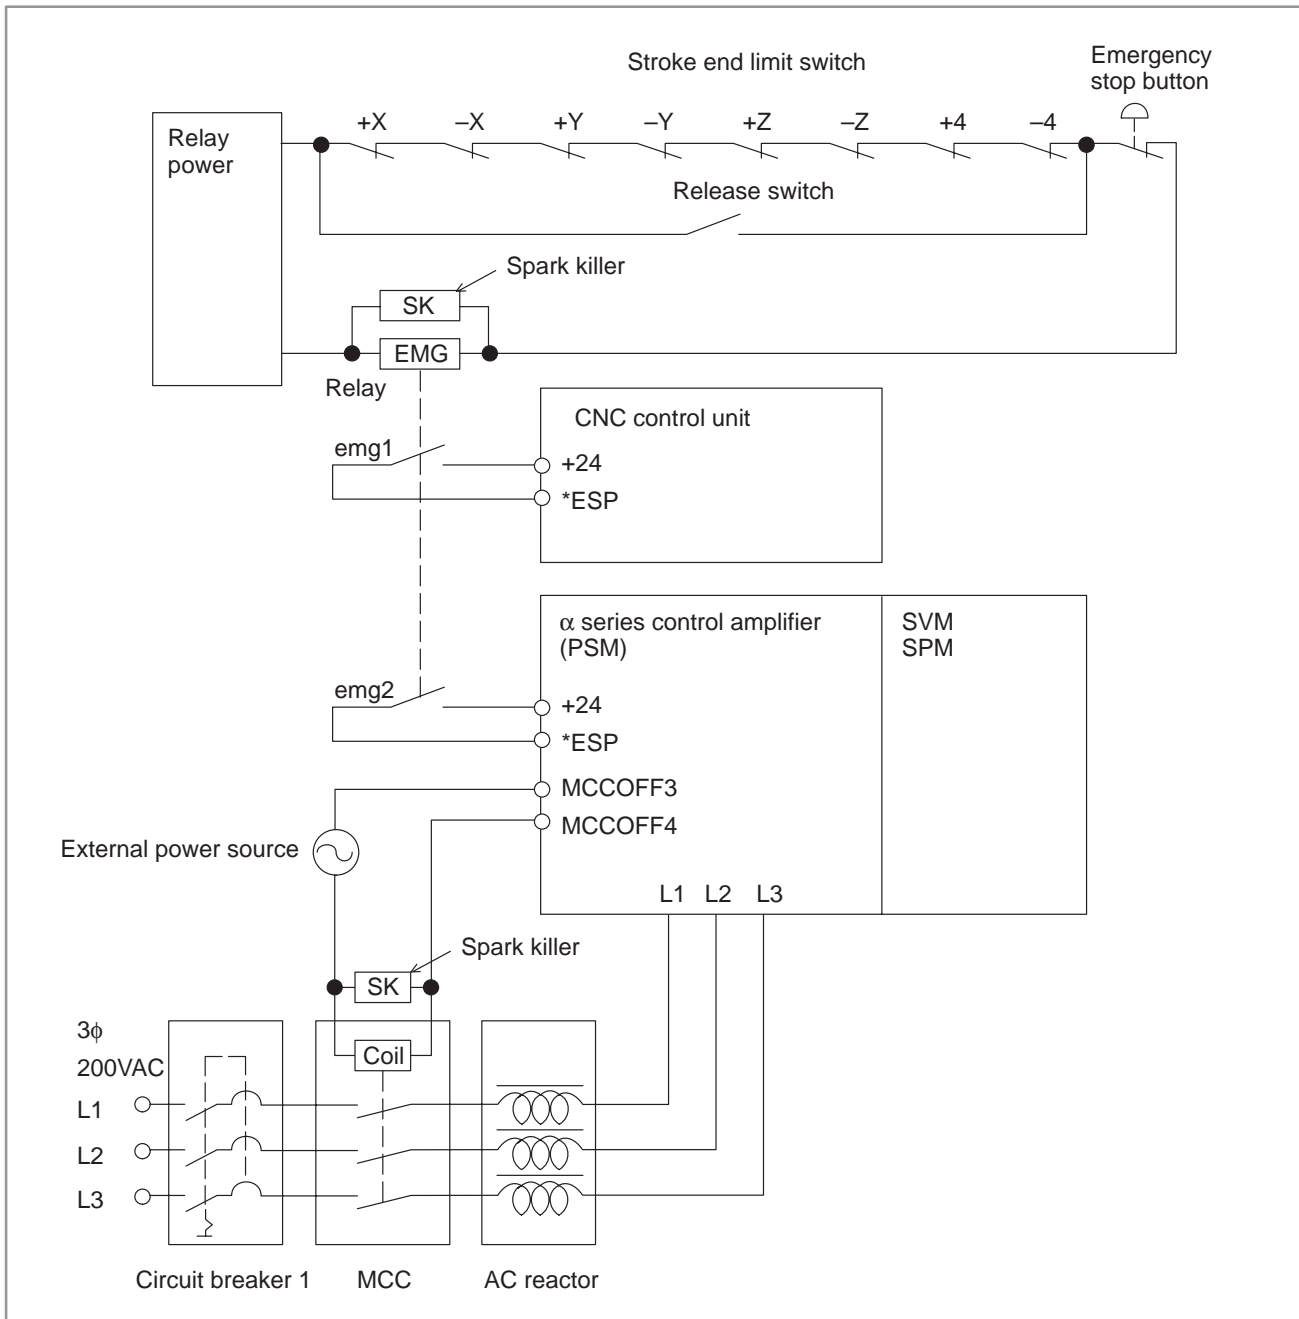 Stroke end limit switch
Emergency
stop button
Relay
power
+X
–X
+Y
–Y
+Z
–Z
+4
–4
Release switch
Spark killer
SK
EMG
Relay
CNC control unit
emg1
+24
*ESP
α series control amplifier
(PSM)
SVM
SPM
emg2
+24
*ESP
MCCOFF3
MCCOFF4
External power source
L1
L2
L3
Spark killer
SK
3ϕ
200VAC
Coil
L1
L2
L3
Circuit breaker 1
MCC
AC reactor